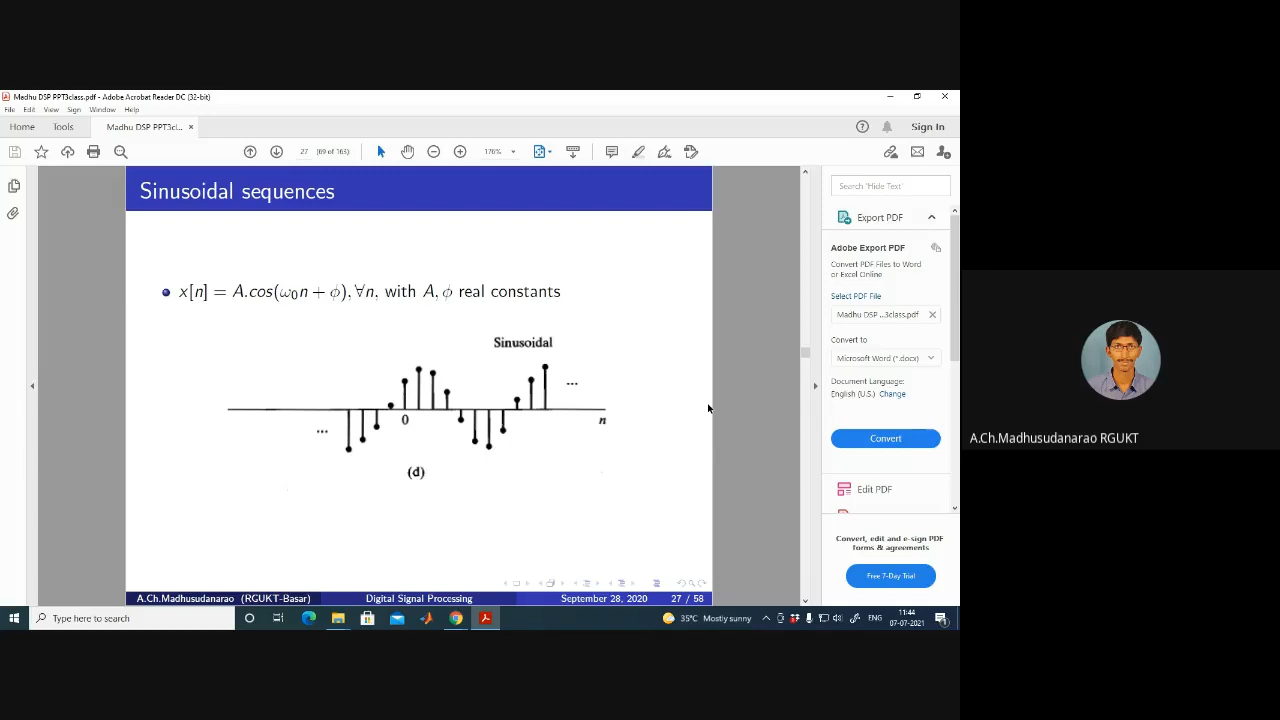 Madhu DSP PPT3class.pdf - Adobe Acrobat Reader DC (32-bit)
File Edit View Sign Window Help
Home Tools Madhu DSP PPT3cl... × Sign In
27 (69 of 163) 176%
Sinusoidal sequences
x[n] = A.cos(ω₀n + ϕ), ∀n, with A, ϕ real constants
Sinusoidal
...
0
n
...
(d)
A.Ch.Madhusudanarao (RGUKT-Basar) Digital Signal Processing September 28, 2020 27 / 58
Search 'Hide Text'
Export PDF
Adobe Export PDF
Convert PDF Files to Word
or Excel Online
Select PDF File
Madhu DSP ...3class.pdf
Convert to
Microsoft Word (*.docx)
Document Language:
English (U.S.) Change
Convert
Edit PDF
Convert, edit and e-sign PDF
forms & agreements
Free 7-Day Trial
Type here to search
35°C Mostly sunny
ENG
11:44
07-07-2021
A.Ch.Madhusudanarao RGUKT